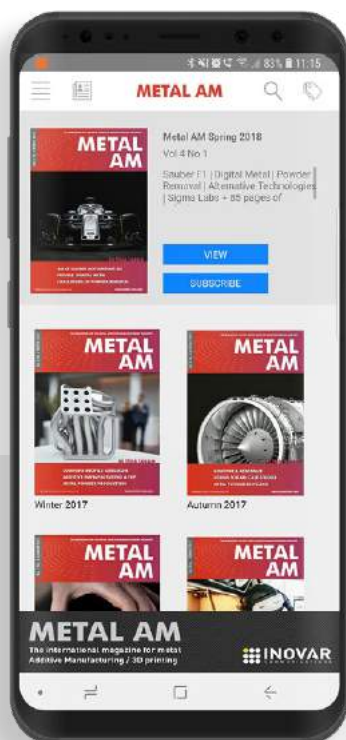 83% 11:15
METAL AM
METAL
AM
Metal AM Spring 2018
Vol 4 No 1
Sauber F1 | Digital Metal | Powder
Removal | Alternative Technologies
| Sigma Labs + 85 pages of
VIEW
SUBSCRIBE
METAL
AM
METAL
AM
Winter 2017
Autumn 2017
METAL
AM
METAL
AM
METAL AM
The international magazine for metal
Additive Manufacturing / 3D printing
INOVAR
COMMUNICATIONS